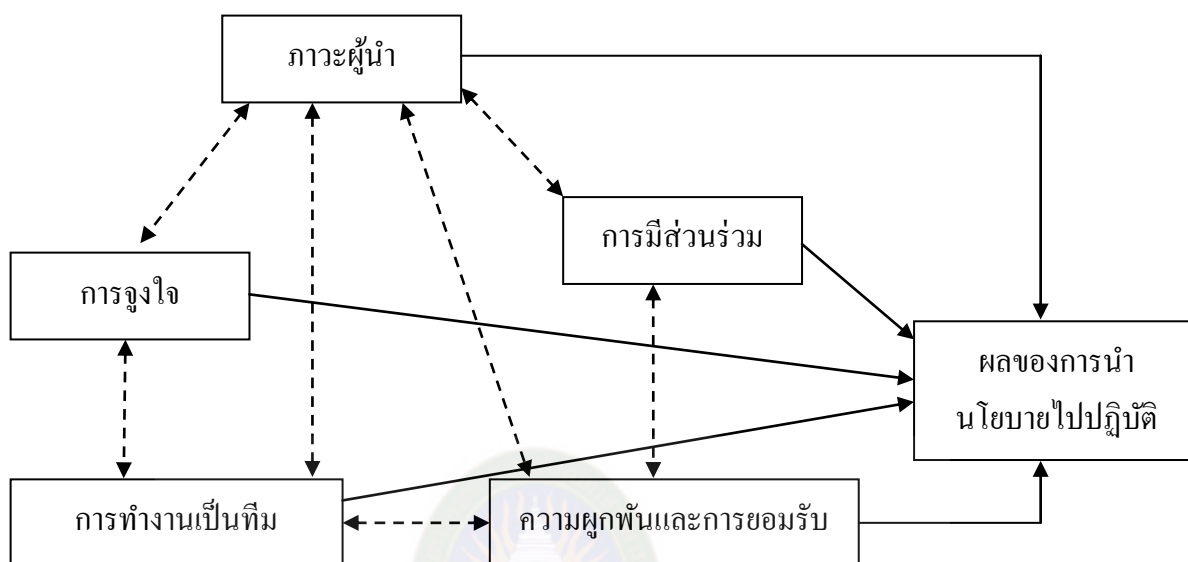 ภาวะผู้นำ
การมีส่วนร่วม
การจูงใจ
ผลของการนำ
นโยบายไปปฏิบัติ
การทำงานเป็นทีม
ความผูกพันและการยอมรับ